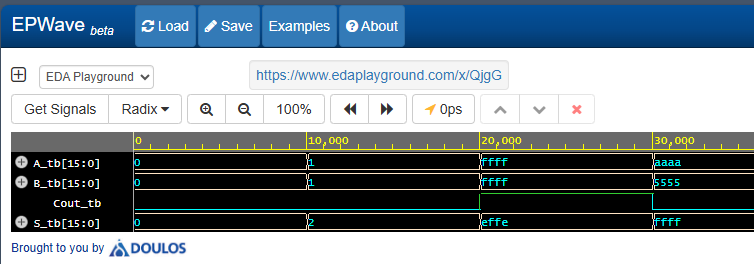 EPWave beta Load Save Examples About
EDA Playground https://www.edaplayground.com/x/QjgG
Get Signals Radix 100% 0ps
0 10,000 20,000 30,000
A_tb[15:0] 0 1 ffff aaaa
B_tb[15:0] 0 1 ffff 5555
Cout_tb
S_tb[15:0] 0 2 effe ffff
Brought to you by DOULOS